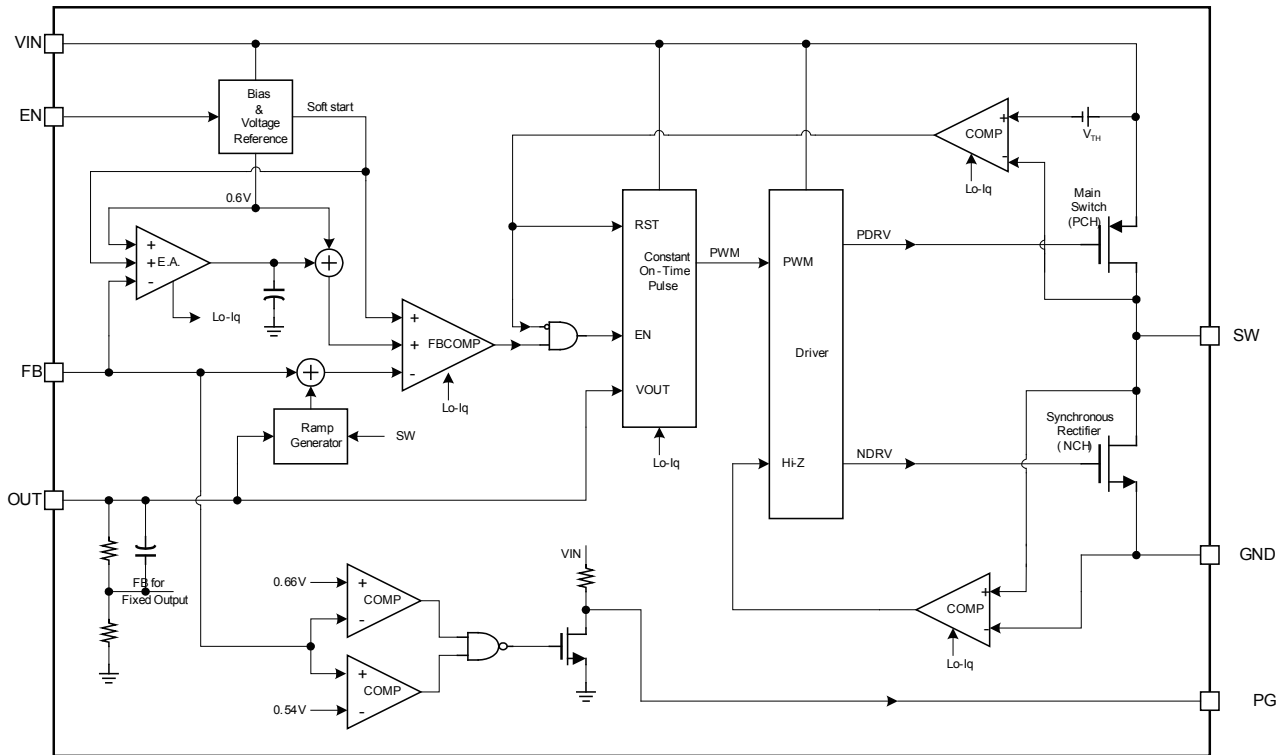 VIN
EN
Bias
&
Voltage
Reference
Soft start
0.6V
+
+
-
E.A.
Lo-Iq
+
+
FB
+
+
-
FBCOMP
Lo-Iq
Ramp
Generator
SW
OUT
FB for
Fixed Output
RST
Constant
On - Time
Pulse
EN
VOUT
Lo-Iq
PWM
PWM
Driver
Hi-Z
PDRV
NDRV
+
-
COMP
VTH
Lo-Iq
Main
Switch
(PCH)
SW
Synchronous
Rectifier
( NCH)
GND
+
-
COMP
Lo-Iq
0.66V
+
-
COMP
+
-
COMP
0.54V
VIN
PG